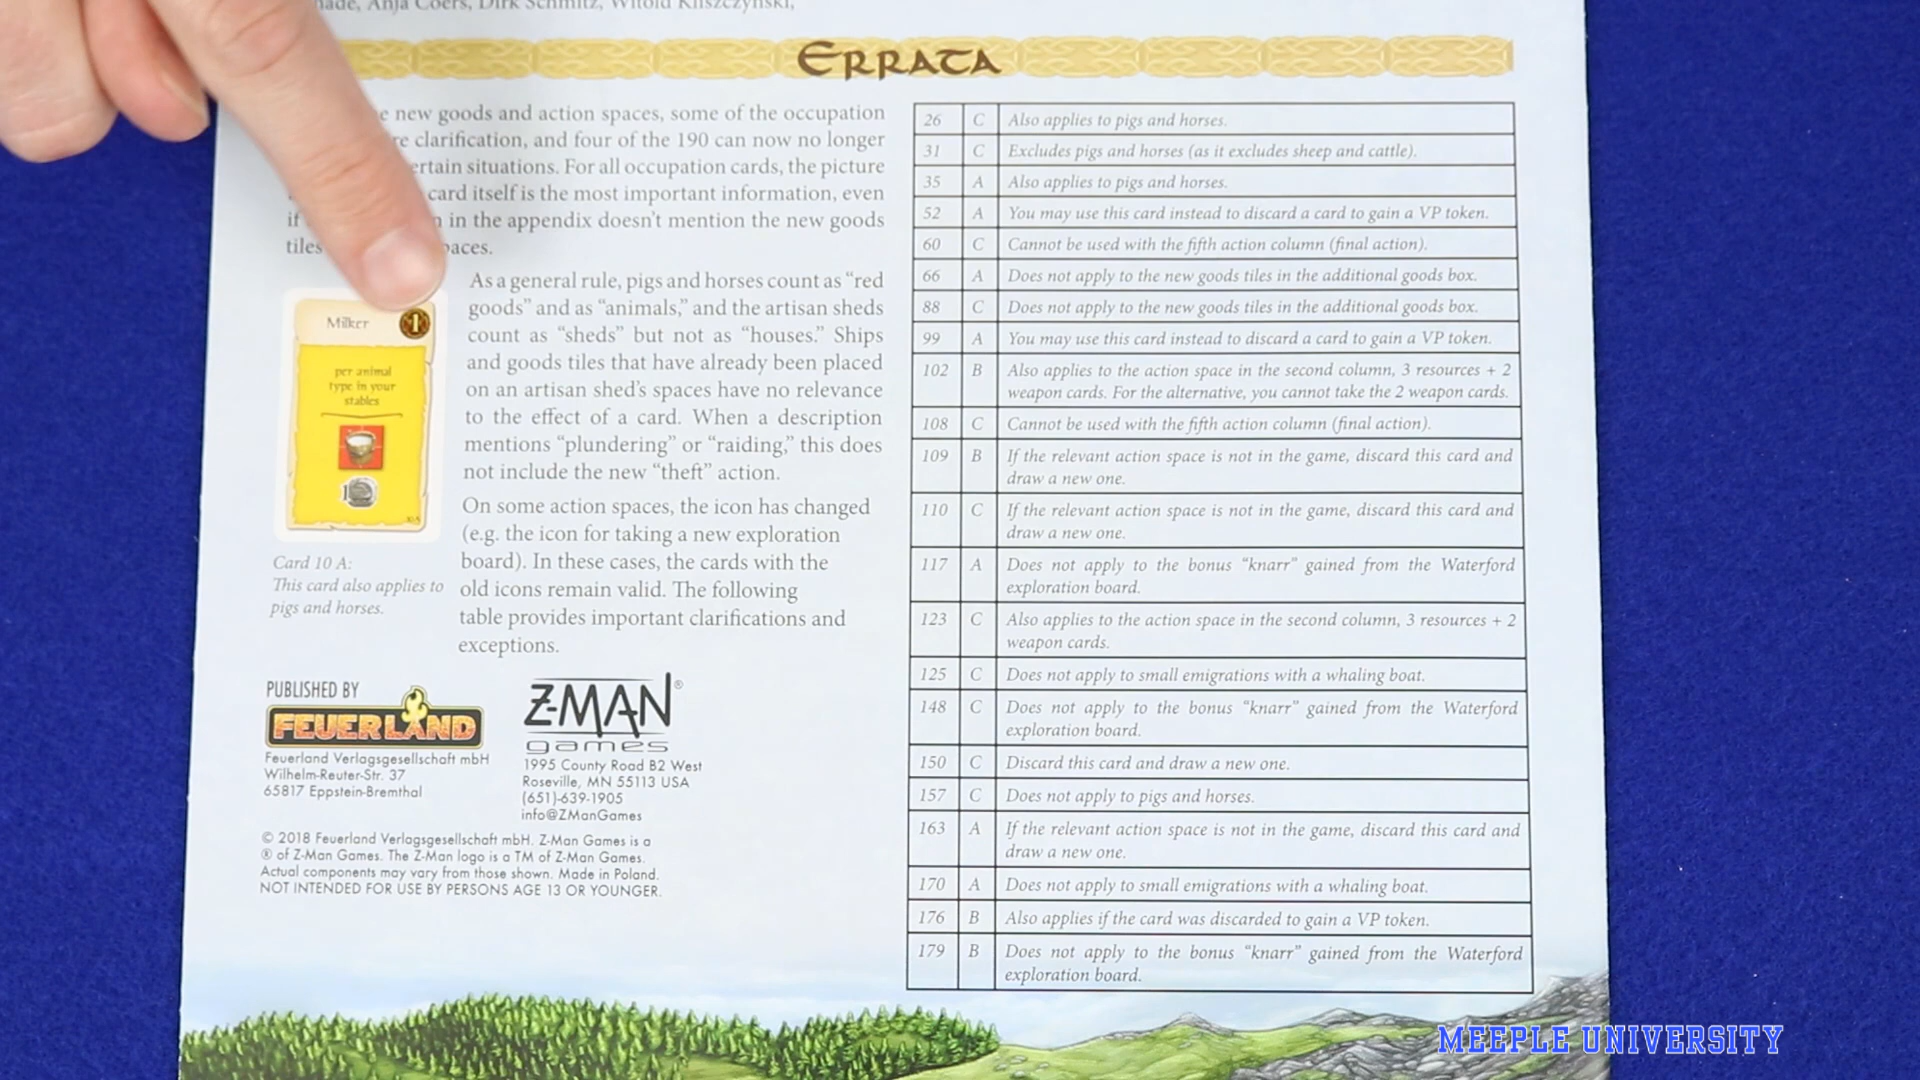 Anja Coers, Dirk Schmitz, Witold Kliszczynski,
ERRATA
new goods and action spaces, some of the occupation
clarification, and four of the 190 can now no longer
situations. For all occupation cards, the picture
card itself is the most important information, even
if in the appendix doesn't mention the new goods
tiles
Milker 1
per animal
type in your
stables
1
Card 10 A:
This card also applies to
pigs and horses.
As a general rule, pigs and horses count as “red
goods” and as “animals,” and the artisan sheds
count as “sheds” but not as “houses.” Ships
and goods tiles that have already been placed
on an artisan shed's spaces have no relevance
to the effect of a card. When a description
mentions “plundering” or “raiding,” this does
not include the new “theft” action.
On some action spaces, the icon has changed
(e.g. the icon for taking a new exploration
board). In these cases, the cards with the
old icons remain valid. The following
table provides important clarifications and
exceptions.
PUBLISHED BY
FEUERLAND
Feuerland Verlagsgesellschaft mbH
Wilhelm-Reuter-Str. 37
65817 Eppstein-Bremthal
Z-MAN®
games
1995 County Road B2 West
Roseville, MN 55113 USA
(651)-639-1905
info@ZManGames
© 2018 Feuerland Verlagsgesellschaft mbH. Z-Man Games is a
® of Z-Man Games. The Z-Man logo is a TM of Z-Man Games.
Actual components may vary from those shown. Made in Poland.
NOT INTENDED FOR USE BY PERSONS AGE 13 OR YOUNGER.
26 C Also applies to pigs and horses.
31 C Excludes pigs and horses (as it excludes sheep and cattle).
35 A Also applies to pigs and horses.
52 A You may use this card instead to discard a card to gain a VP token.
60 C Cannot be used with the fifth action column (final action).
66 A Does not apply to the new goods tiles in the additional goods box.
88 C Does not apply to the new goods tiles in the additional goods box.
99 A You may use this card instead to discard a card to gain a VP token.
102 B Also applies to the action space in the second column, 3 resources + 2
weapon cards. For the alternative, you cannot take the 2 weapon cards.
108 C Cannot be used with the fifth action column (final action).
109 B If the relevant action space is not in the game, discard this card and
draw a new one.
110 C If the relevant action space is not in the game, discard this card and
draw a new one.
117 A Does not apply to the bonus “knarr” gained from the Waterford
exploration board.
123 C Also applies to the action space in the second column, 3 resources + 2
weapon cards.
125 C Does not apply to small emigrations with a whaling boat.
148 C Does not apply to the bonus “knarr” gained from the Waterford
exploration board.
150 C Discard this card and draw a new one.
157 C Does not apply to pigs and horses.
163 A If the relevant action space is not in the game, discard this card and
draw a new one.
170 A Does not apply to small emigrations with a whaling boat.
176 B Also applies if the card was discarded to gain a VP token.
179 B Does not apply to the bonus “knarr” gained from the Waterford
exploration board.
MEEPLE UNIVERSITY